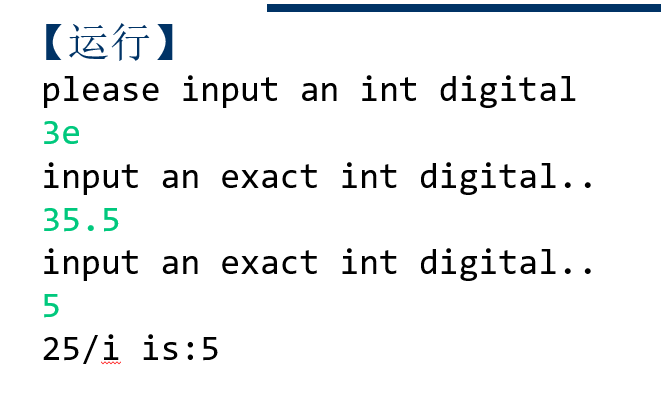 【运行】
please input an int digital
3e
input an exact int digital..
35.5
input an exact int digital..
5
25/i is:5